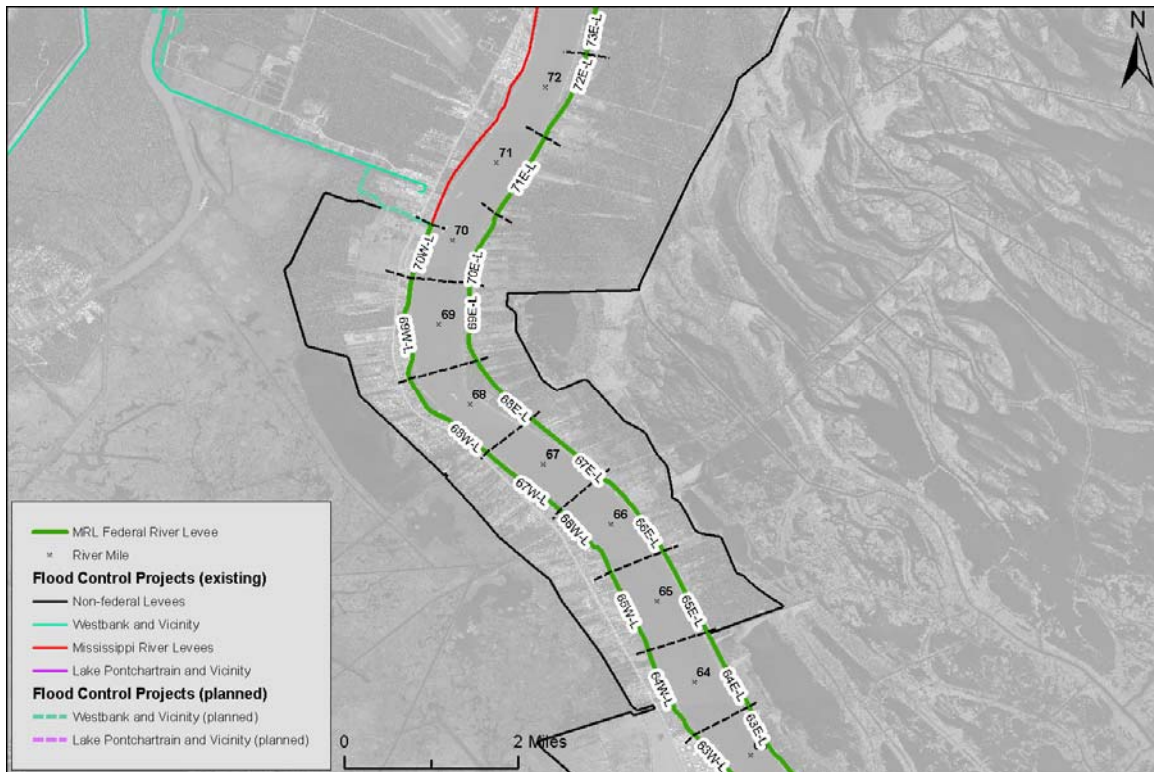 N
73E-L
72E-L
72
71
71E-L
70
70W-L
70E-L
69
69W-L
69E-L
68
68E-L
68W-L
67
67E-L
67W-L
66
66W-L
66E-L
65
65W-L
65E-L
64
64W-L
64E-L
63E-L
63W-L
MRL Federal River Levee
River Mile
Flood Control Projects (existing)
Non-federal Levees
Westbank and Vicinity
Mississippi River Levees
Lake Pontchartrain and Vicinity
Flood Control Projects (planned)
Westbank and Vicinity (planned)
Lake Pontchartrain and Vicinity (planned)
0 2 Miles